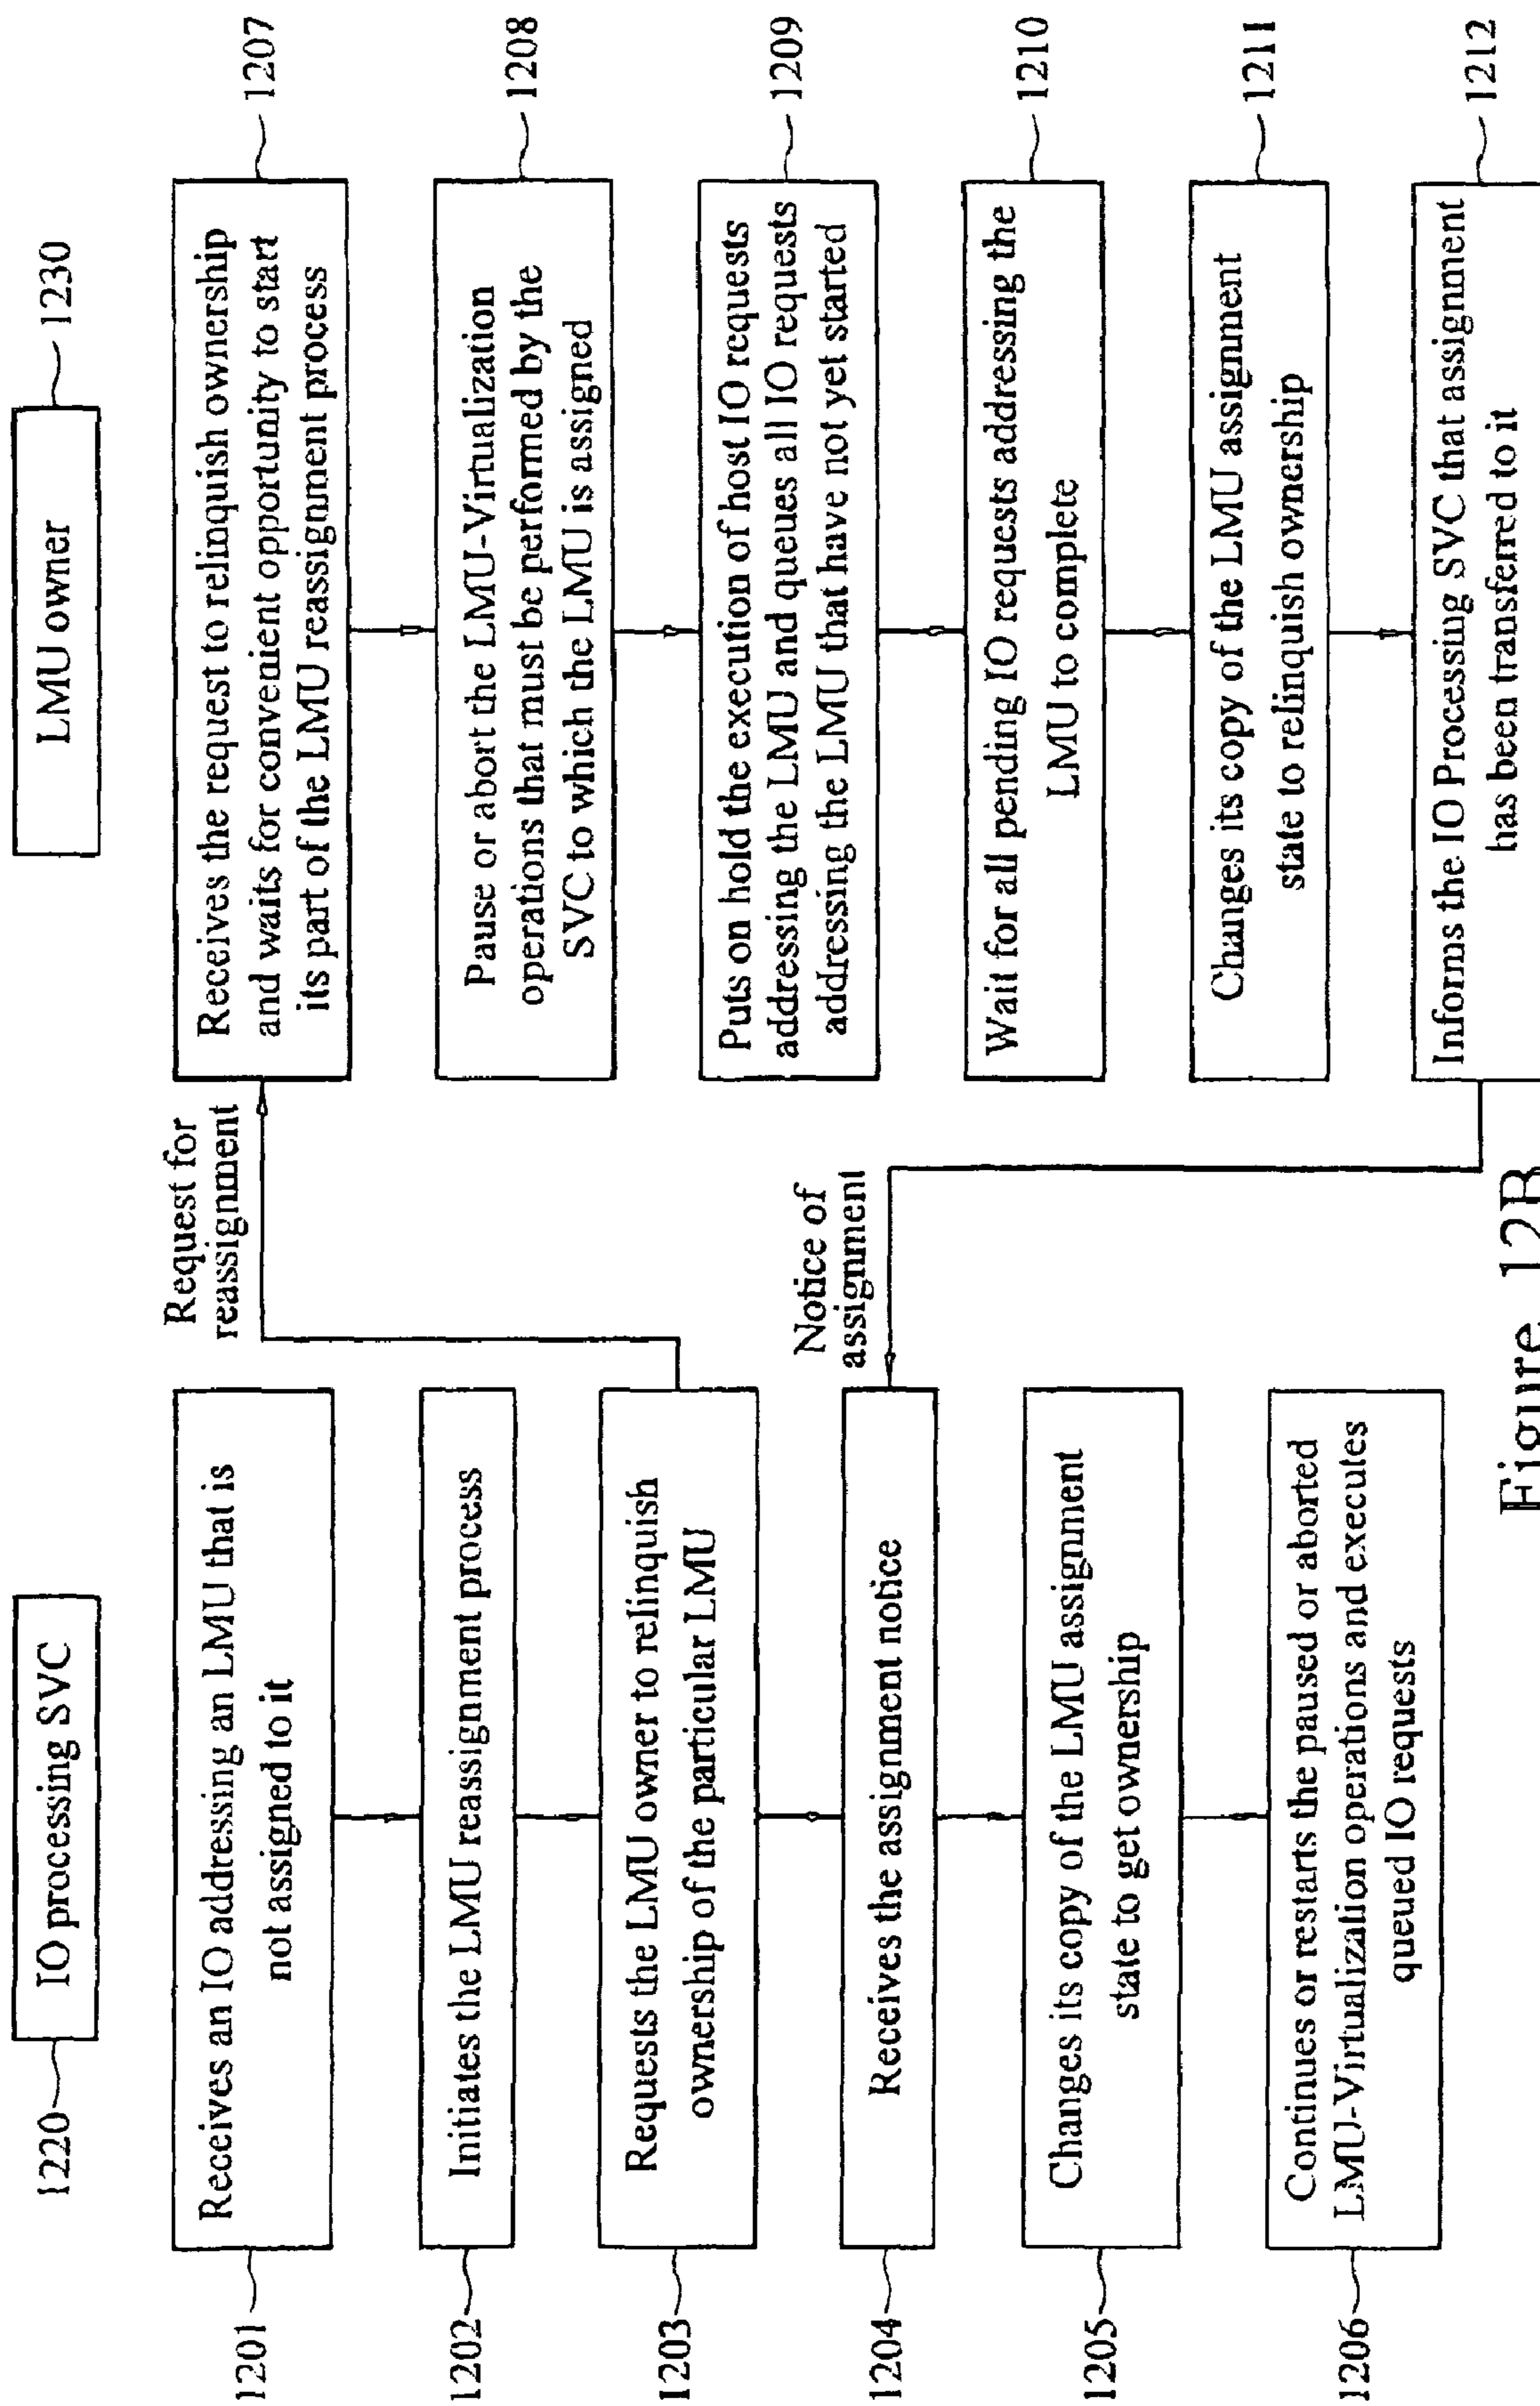 1220
IO processing SVC
LMU owner
1230
1201
Receives an IO addressing an LMU that is
not assigned to it
1202
Initiates the LMU reassignment process
1203
Requests the LMU owner to relinquish
ownership of the particular LMU
1204
Receives the assignment notice
1205
Changes its copy of the LMU assignment
state to get ownership
1206
Continues or restarts the paused or aborted
LMU-Virtualization operations and executes
queued IO requests
Request for
reassignment
Notice of
assignment
Receives the request to relinquish ownership
and waits for convenient opportunity to start
its part of the LMU reassignment process
1207
Pause or abort the LMU-Virtualization
operations that must be performed by the
SVC to which the LMU is assigned
1208
Puts on hold the execution of host IO requests
addressing the LMU and queues all IO requests
addressing the LMU that have not yet started
1209
Wait for all pending IO requests addressing the
LMU to complete
1210
Changes its copy of the LMU assignment
state to relinquish ownership
1211
Informs the IO Processing SVC that assignment
has been transferred to it
1212
Figure 12B